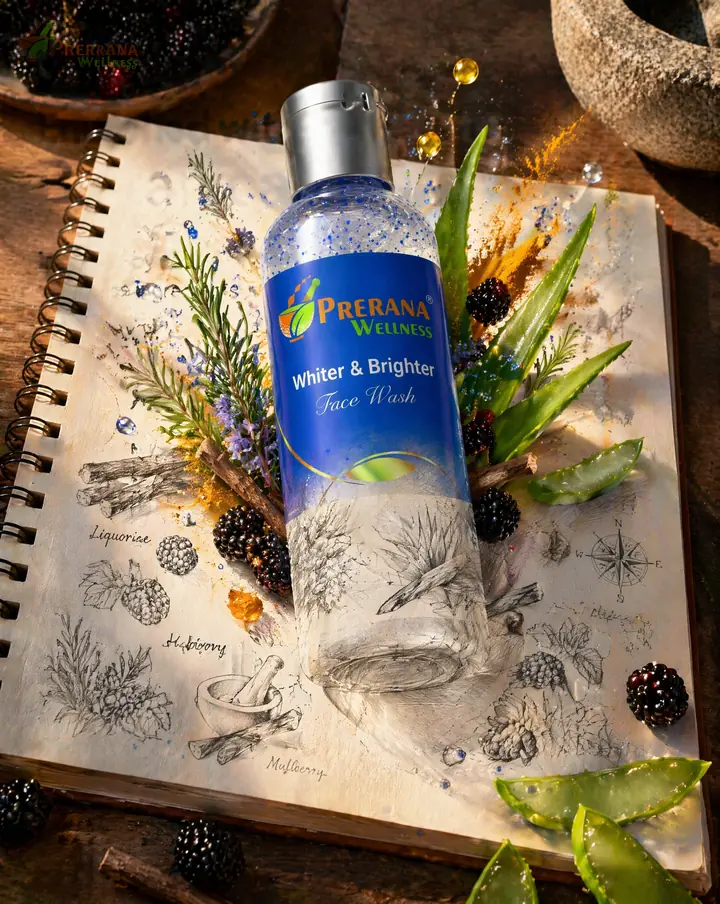 PRERANA
Wellness
PRERANA®
WELLNESS
Whiter & Brighter
Face Wash
Liquorice
N
W
E
S
Mulberry